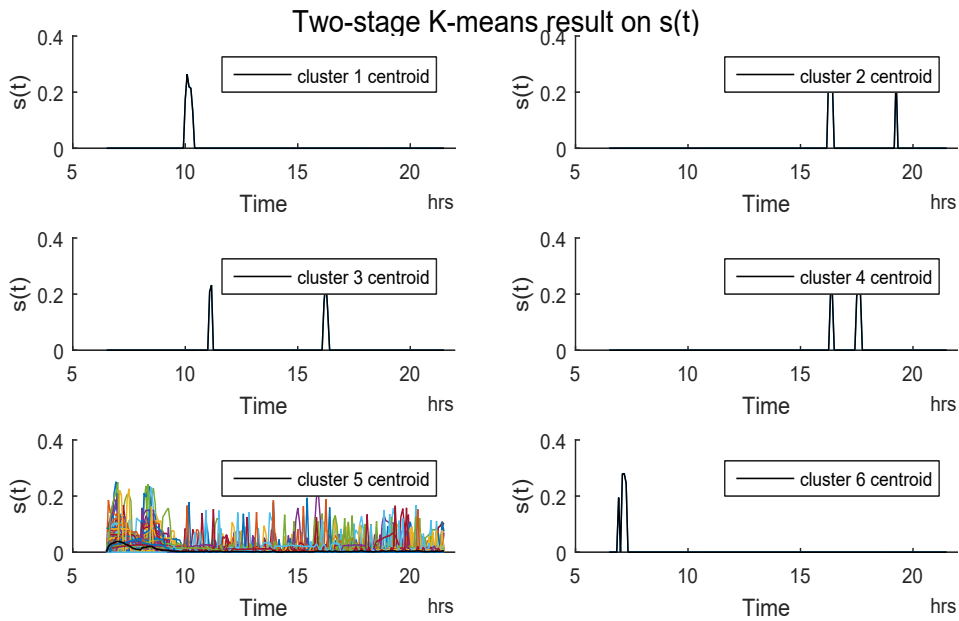 Two-stage K-means result on s(t)
0.4
0.2
0
s(t)
cluster 1 centroid
5 10 15 20
Time
hrs
0.4
0.2
0
s(t)
cluster 2 centroid
5 10 15 20
Time
hrs
0.4
0.2
0
s(t)
cluster 3 centroid
5 10 15 20
Time
hrs
0.4
0.2
0
s(t)
cluster 4 centroid
5 10 15 20
Time
hrs
0.4
0.2
0
s(t)
cluster 5 centroid
5 10 15 20
Time
hrs
0.4
0.2
0
s(t)
cluster 6 centroid
5 10 15 20
Time
hrs